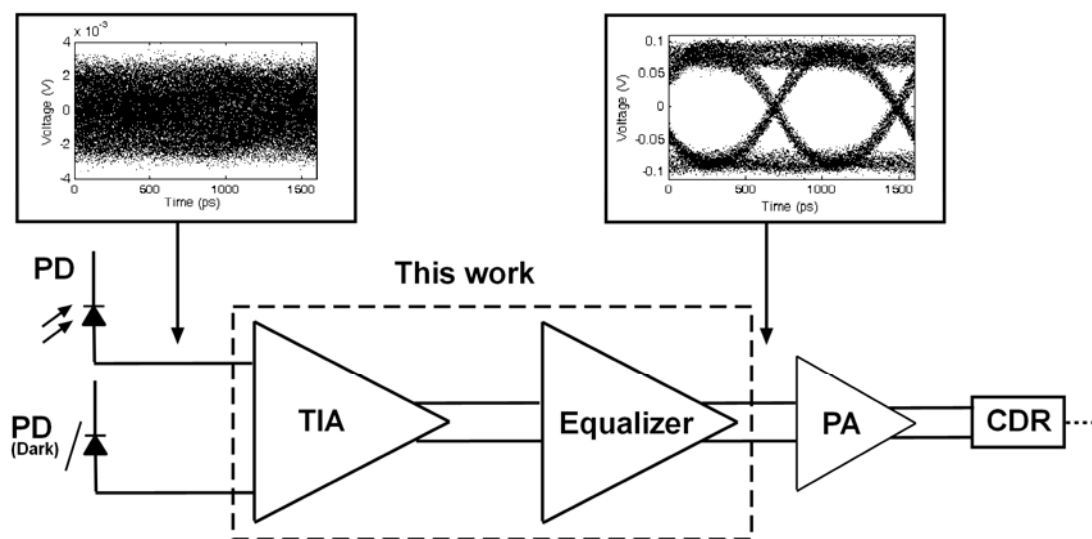 x 10⁻³
4
2
0
-2
-4
Voltage (V)
0 500 1000 1500
Time (ps)
0.1
0.05
0
-0.05
-0.1
Voltage (V)
0 500 1000 1500
Time (ps)
This work
PD
PD
(Dark)
TIA
Equalizer
PA
CDR